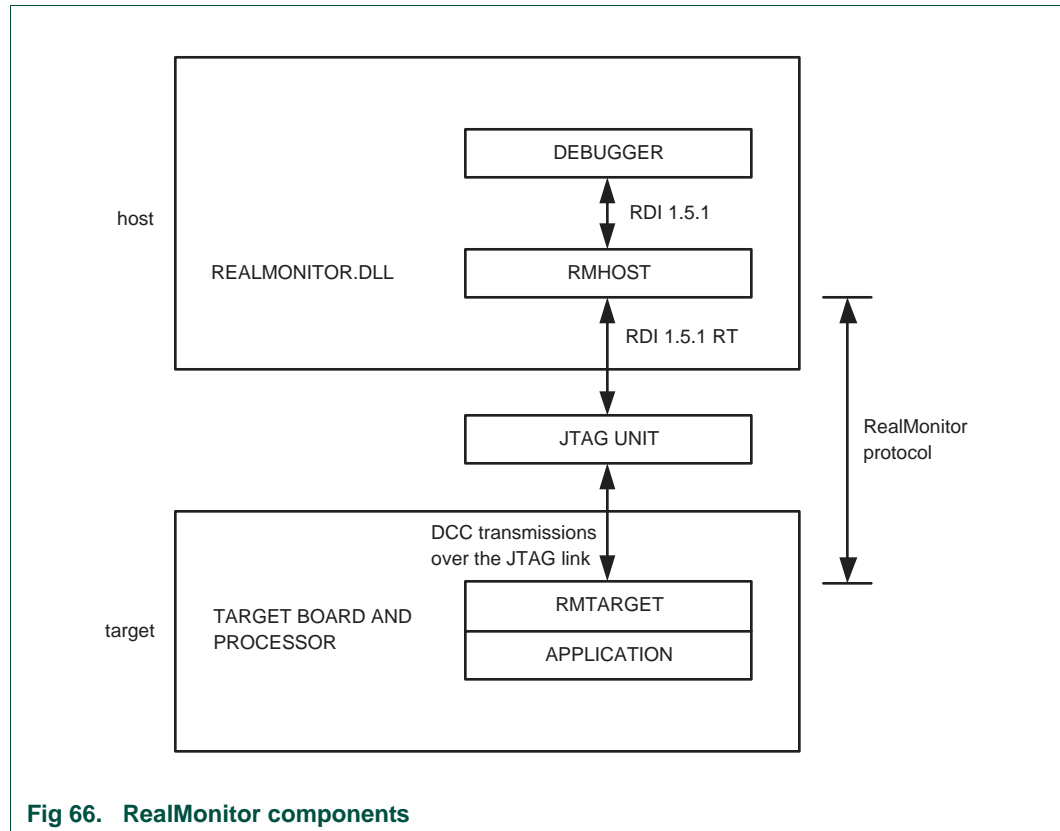 DEBUGGER
RDI 1.5.1
host
REALMONITOR.DLL
RMHOST
RDI 1.5.1 RT
JTAG UNIT
RealMonitor
protocol
DCC transmissions
over the JTAG link
target
TARGET BOARD AND
PROCESSOR
RMTARGET
APPLICATION
Fig 66. RealMonitor components